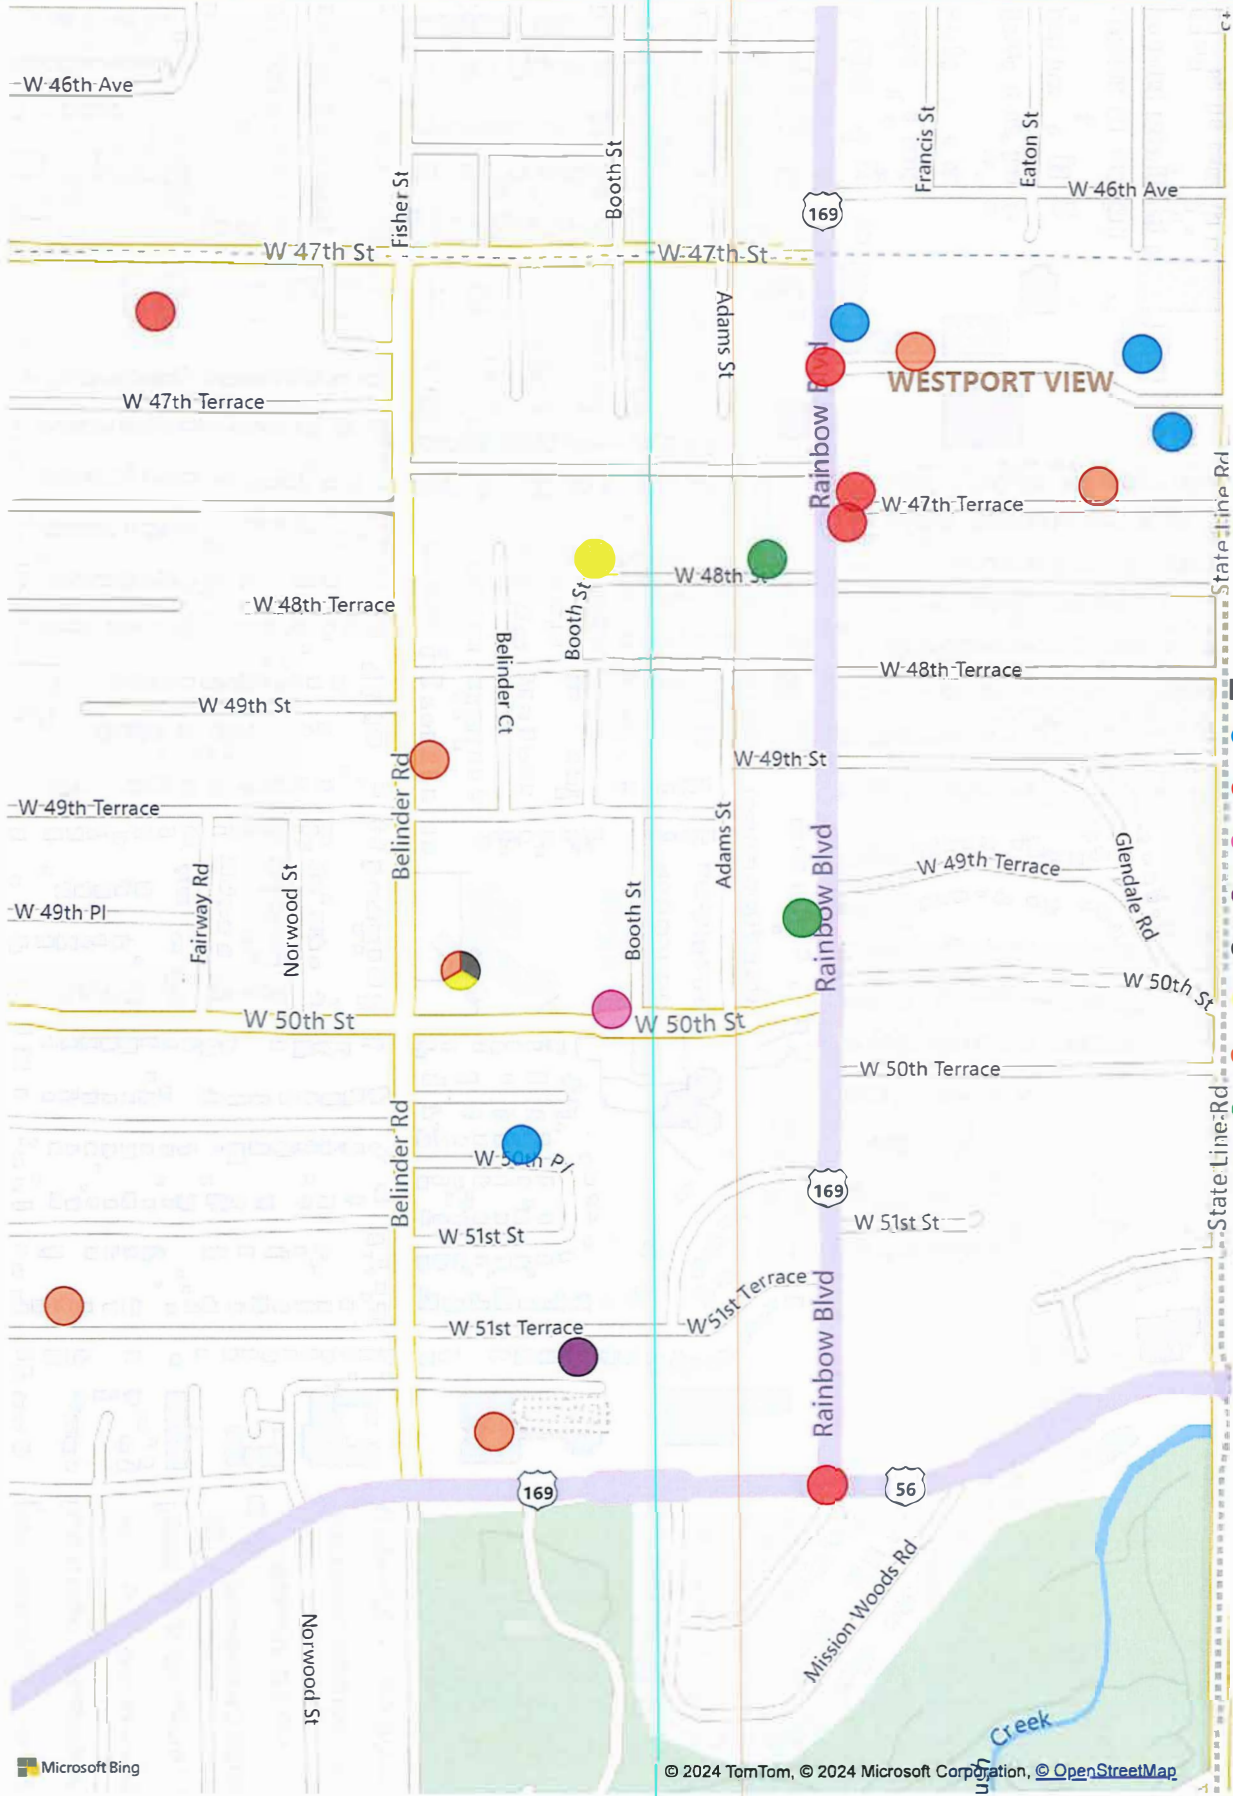 W 46th Ave
Francis St
Eaton St
Booth St
Fisher St
W 46th Ave
169
W 47th St
W 47th St
Adams St
Rainbow Blvd
WESTPORT VIEW
W 47th Terrace
State Line Rd
W 47th Terrace
W 48th St
Booth St
W 48th Terrace
Belinder Ct
W 48th Terrace
W 49th St
Belinder Rd
W 49th St
W 49th Terrace
Adams St
Rainbow Blvd
Glendale Rd
W 49th Terrace
Fairway Rd
Norwood St
Booth St
W 49th Pl
W 50th St
W 50th St
W 50th St
W 50th Terrace
Belinder Rd
State Line Rd
W 50th Pl
169
W 51st St
W 51st St
Rainbow Blvd
W 51st Terrace
W 51st Terrace
169
56
Mission Woods Rd
Norwood St
Creek
Microsoft Bing
© 2024 TomTom, © 2024 Microsoft Corporation, © OpenStreetMap